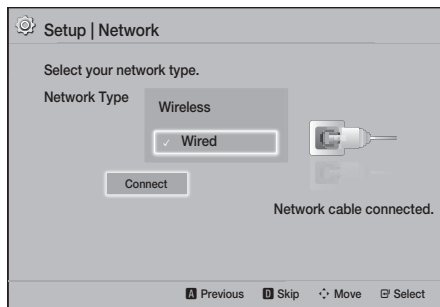 Setup | Network
Select your network type.
Network Type
Wireless
✓ Wired
Connect
Network cable connected.
A Previous D Skip Move Select